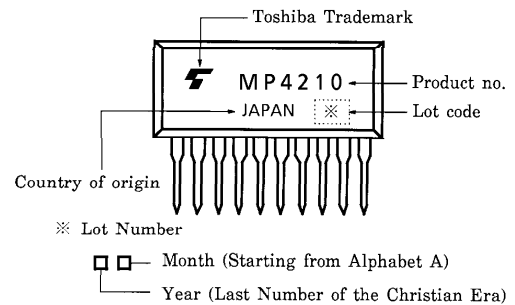 Toshiba Trademark
MP4210
Product no.
JAPAN ※
Lot code
Country of origin
※ Lot Number
Month (Starting from Alphabet A)
Year (Last Number of the Christian Era)